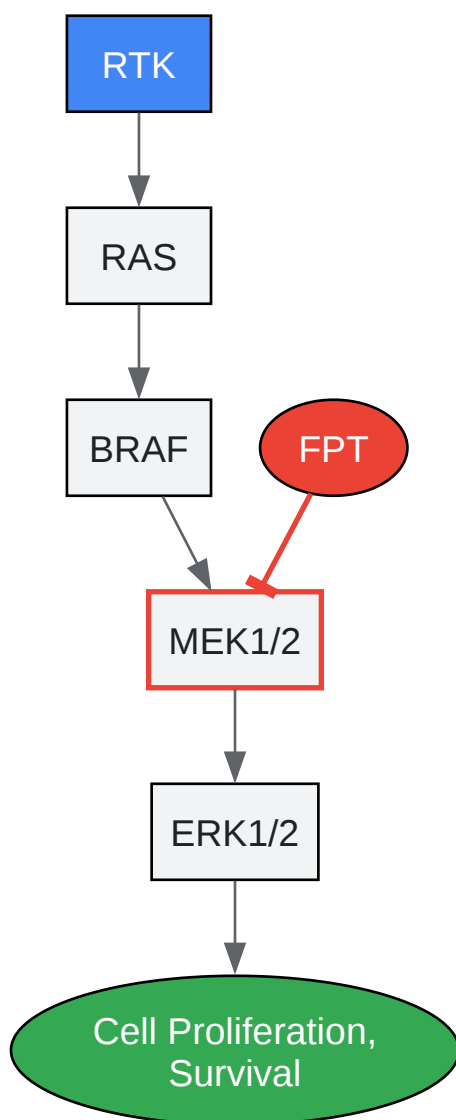 RTK
RAS
BRAF
FPT
MEK1/2
ERK1/2
Cell Proliferation,
Survival